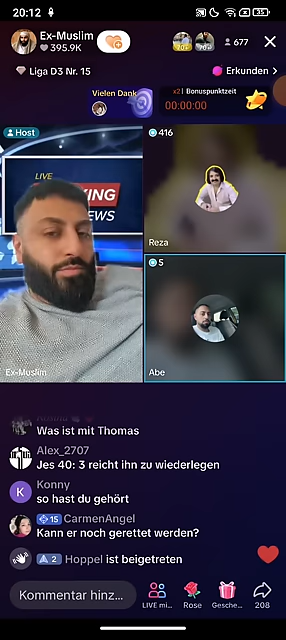 20:12
35
Ex-Muslim
395.9K
677
Liga D3 Nr. 15
Erkunden >
Vielen Dank
x2 | Bonuspunktzeit
00:00:00
Host
416
LIVE
KING
NEWS
Reza
5
Ex-Muslim
Abe
Was ist mit Thomas
Alex_2707
Jes 40: 3 reicht ihn zu wiederlegen
K
Konny
so hast du gehört
15 CarmenAngel
Kann er noch gerettet werden?
2 Hoppel ist beigetreten
Kommentar hinz...
LIVE mi...
Rose
Gesche...
208